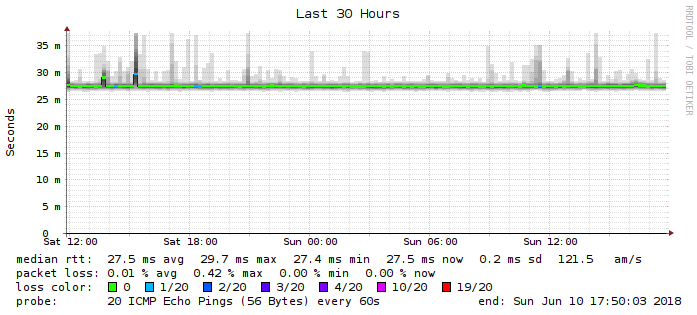 Last 30 Hours
RRDTOOL / TOBI OETIKER
Seconds
35 m
30 m
25 m
20 m
15 m
10 m
5 m
0
Sat 12:00 Sat 18:00 Sun 00:00 Sun 06:00 Sun 12:00
median rtt: 27.5 ms avg 29.7 ms max 27.4 ms min 27.5 ms now 0.2 ms sd 121.5 am/s
packet loss: 0.01 % avg 0.42 % max 0.00 % min 0.00 % now
loss color: 0 1/20 2/20 3/20 4/20 10/20 19/20
probe: 20 ICMP Echo Pings (56 Bytes) every 60s end: Sun Jun 10 17:50:03 2018